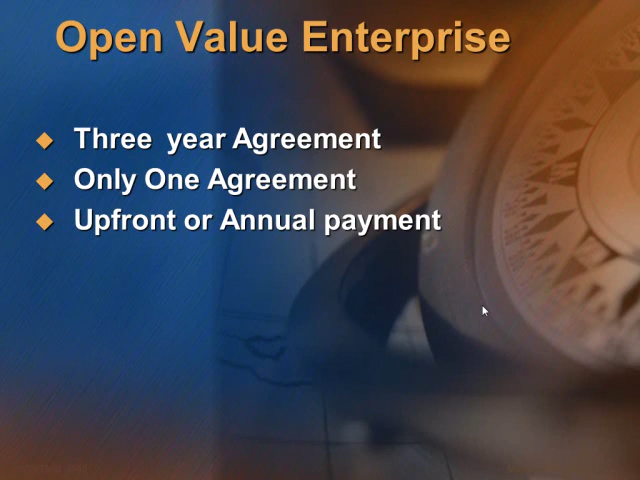 Open Value Enterprise
Three year Agreement
Only One Agreement
Upfront or Annual payment